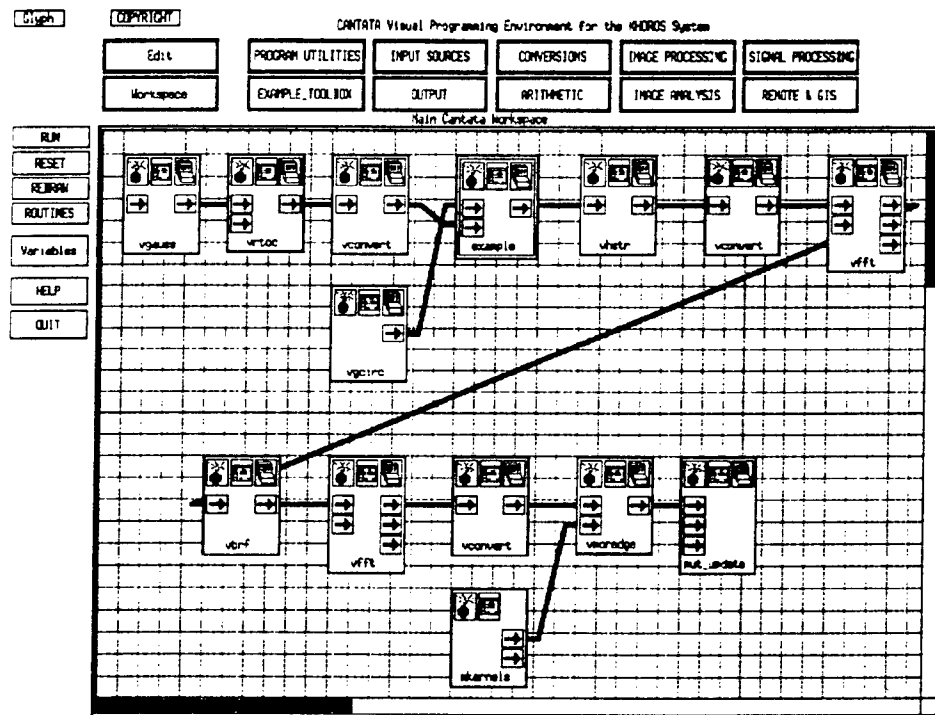 Glyph COPYRIGHT
CANTATA Visual Programming Environment for the KHOROS System
Edit PROGRAM UTILITIES INPUT SOURCES CONVERSIONS IMAGE PROCESSING SIGNAL PROCESSING
Workspace EXAMPLE_TOOLBOX OUTPUT ARITHMETIC IMAGE ANALYSIS REMOTE & GIS
Main Cantata Workspace
RUN
RESET
REDRAW
ROUTINES
Variables
HELP
QUIT
vgauss vrtoc vconvert example vhstr vconvert vfft
vgcirc
vbrf vfft vconvert vmoredge put_update
mkernels